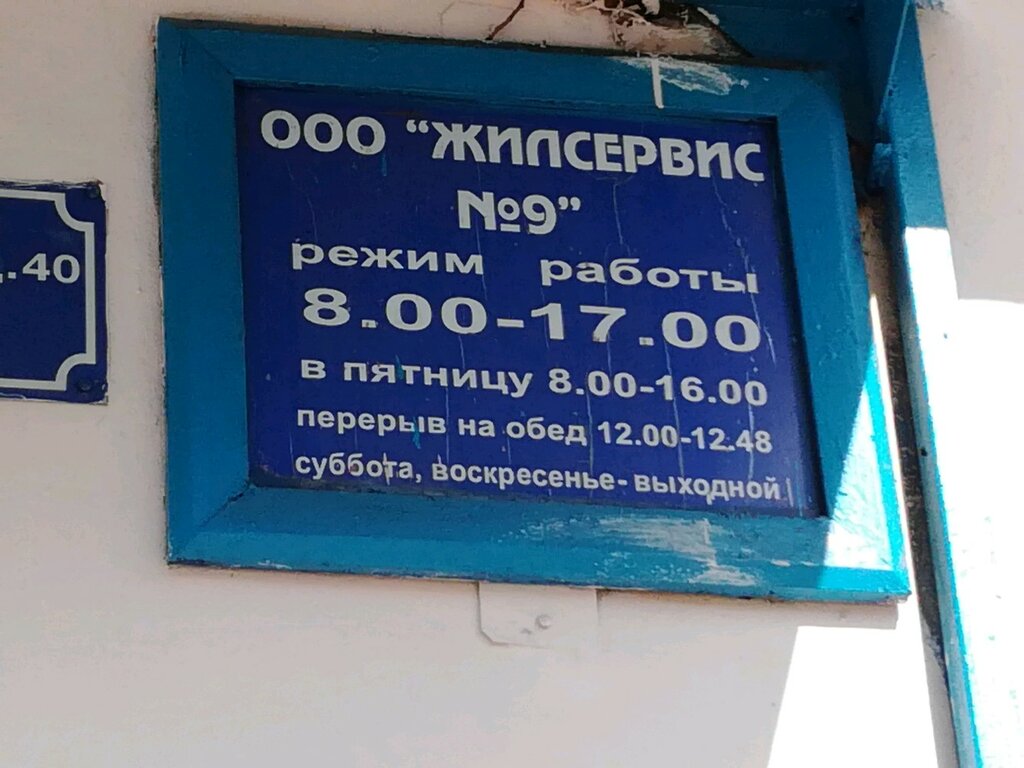 ООО “ЖИЛСЕРВИС
№9”
режим работы
8.00-17.00
в пятницу 8.00-16.00
перерыв на обед 12.00-12.48
суббота, воскресенье- выходной
.40